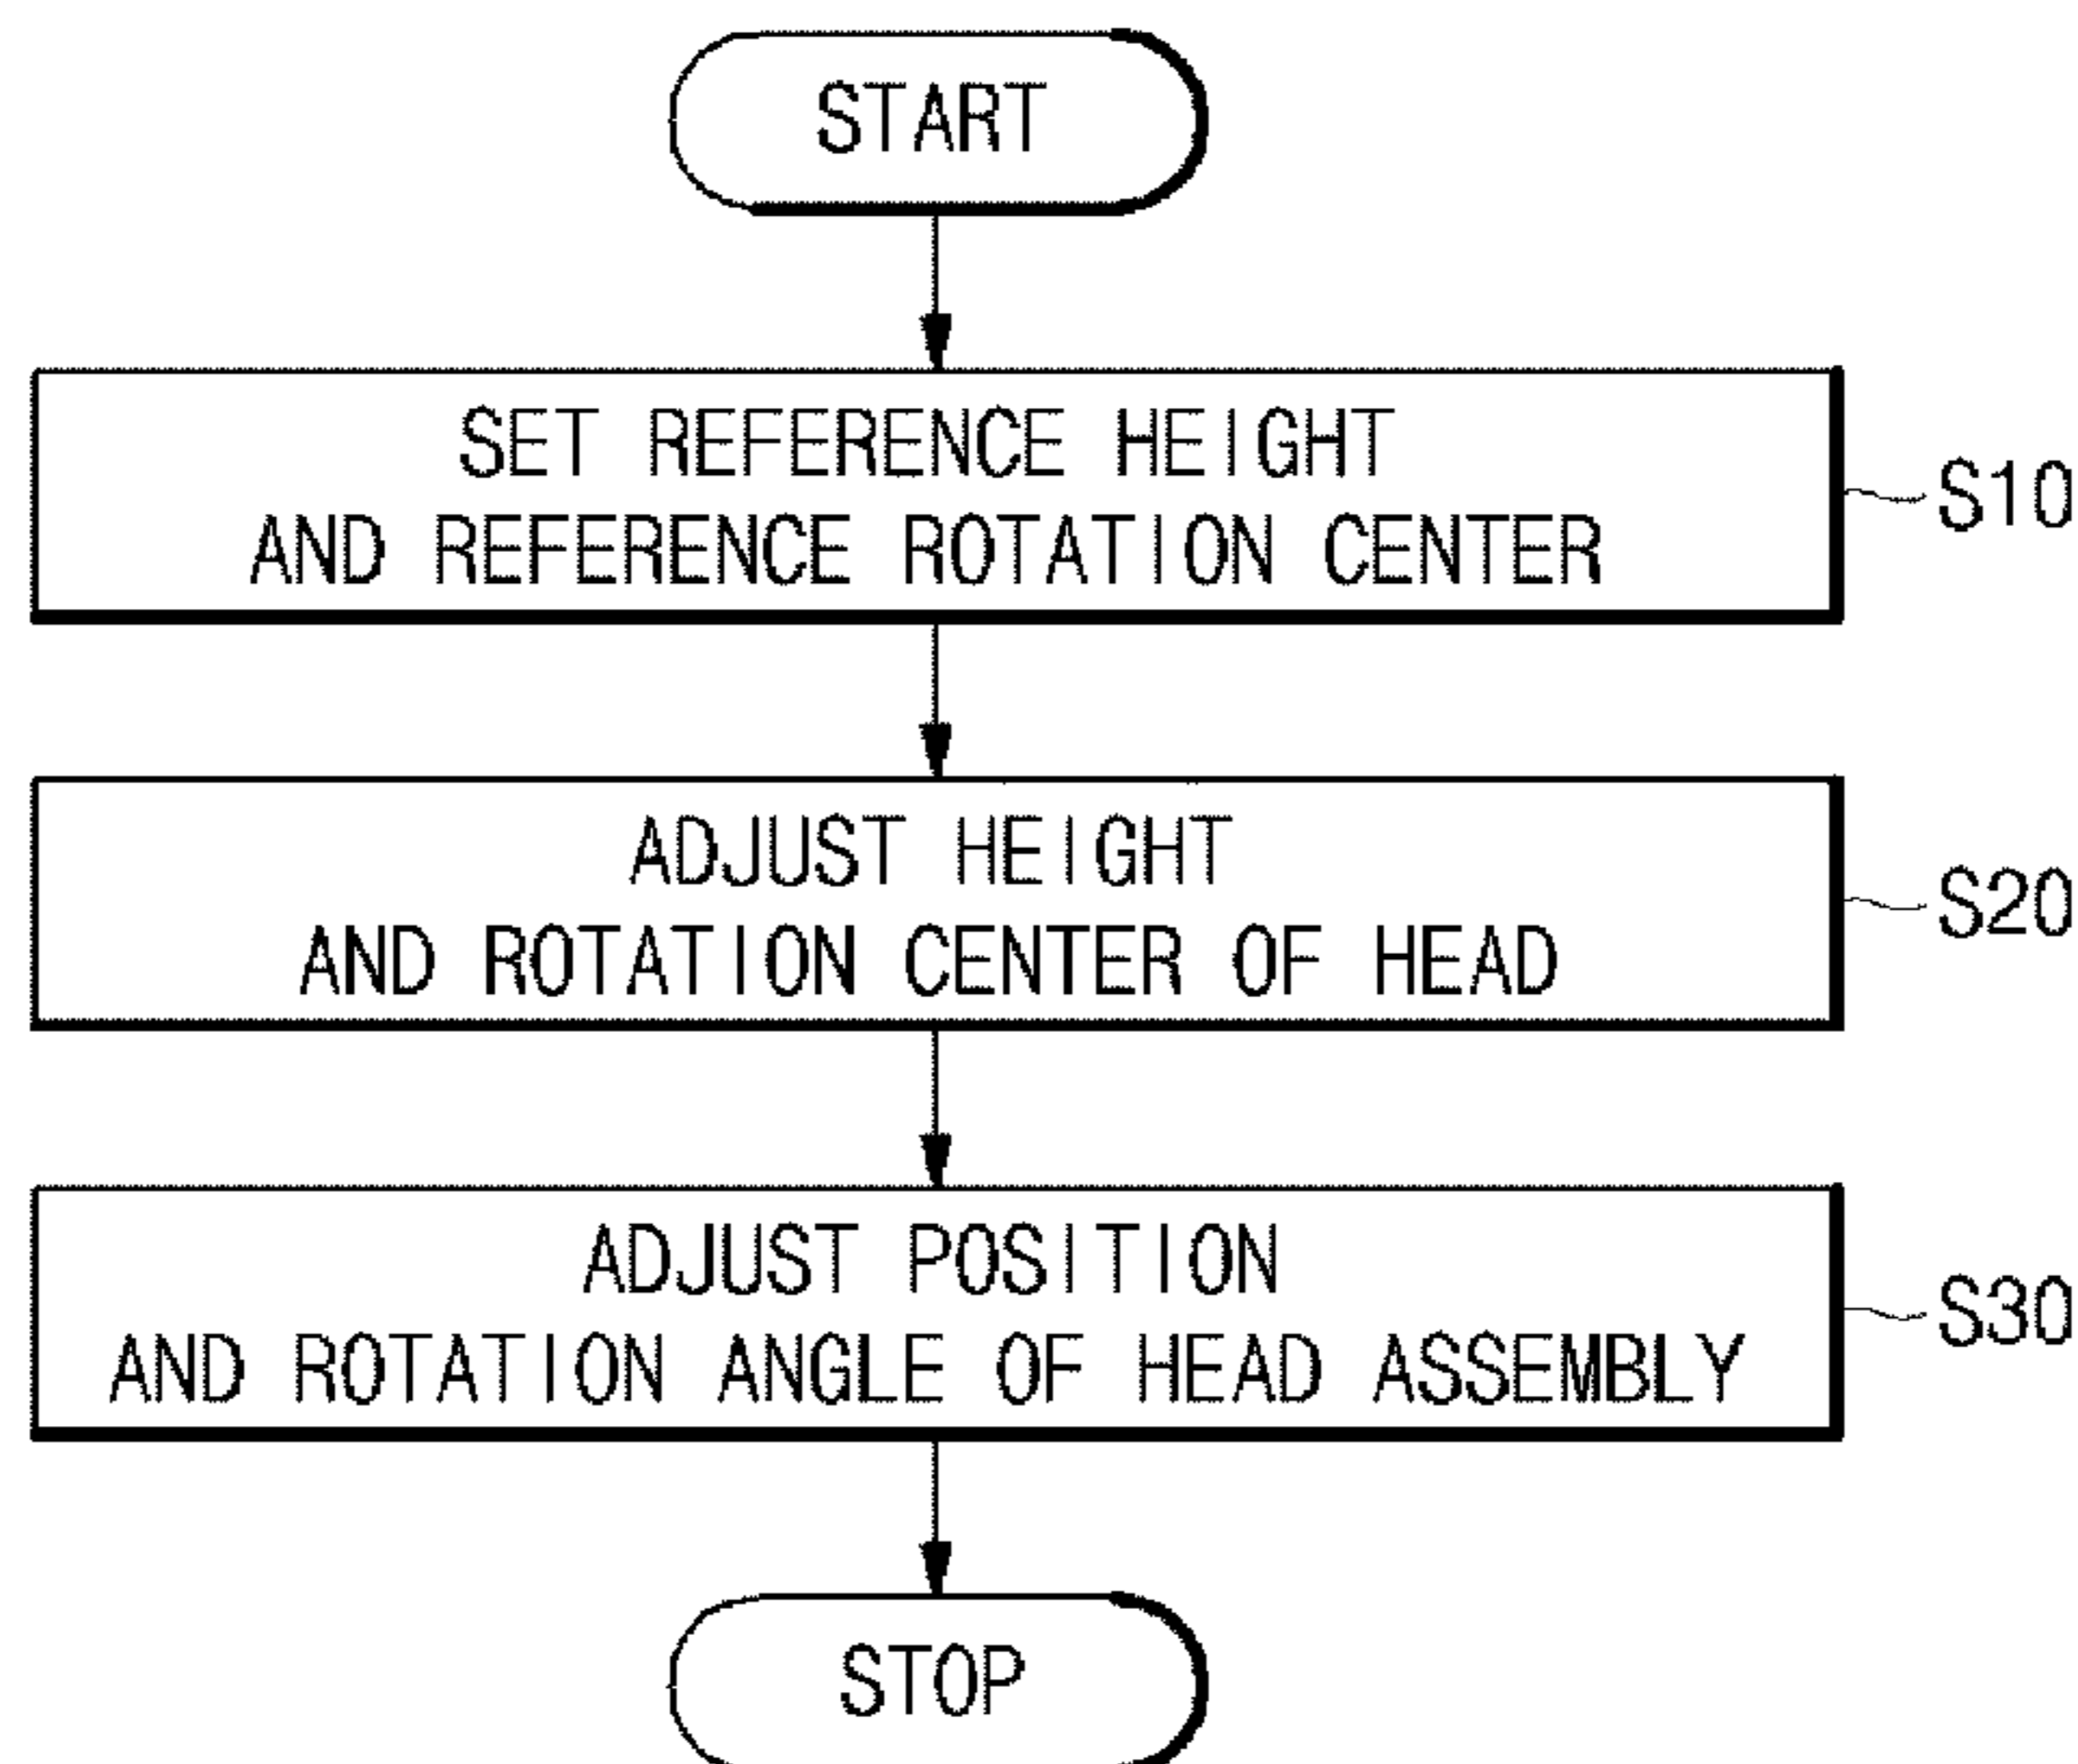 START
SET REFERENCE HEIGHT
AND REFERENCE ROTATION CENTER
S10
ADJUST HEIGHT
AND ROTATION CENTER OF HEAD
S20
ADJUST POSITION
AND ROTATION ANGLE OF HEAD ASSEMBLY
S30
STOP